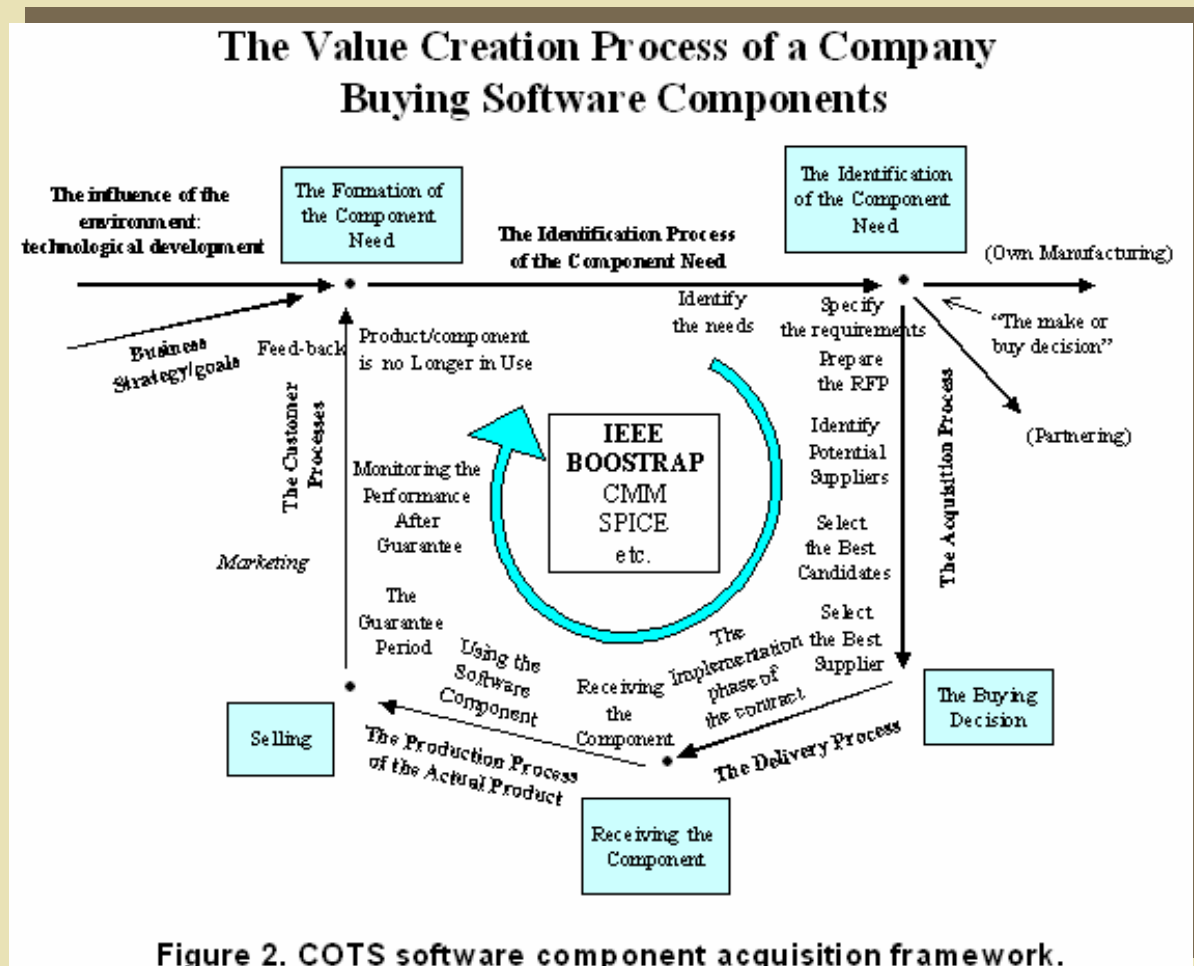 The Value Creation Process of a Company
Buying Software Components
The influence of the
environment:
technological development
The Formation of
the Component
Need
The Identification Process
of the Component Need
The Identification
of the Component
Need
(Own Manufacturing)
"The make or
buy decision"
(Partnering)
Business
Strategy/goals
Feed-back
Product/component
is no Longer in Use
Identify
the needs
Specify
the requirements
Prepare
the RFP
Identify
Potential
Suppliers
Select
the Best
Candidates
Select
the Best
Supplier
The Acquisition Process
The Customer
Processes
IEEE
BOOSTRAP
CMM
SPICE
etc.
Monitoring the
Performance
After
Guarantee
Marketing
The
Guarantee
Period
Using the
Software
Component
Receiving
the
Component
The
Implementation
phase of
the contract
The Buying
Decision
Selling
The Production Process
of the Actual Product
The Delivery Process
Receiving the
Component
Figure 2. COTS software component acquisition framework.